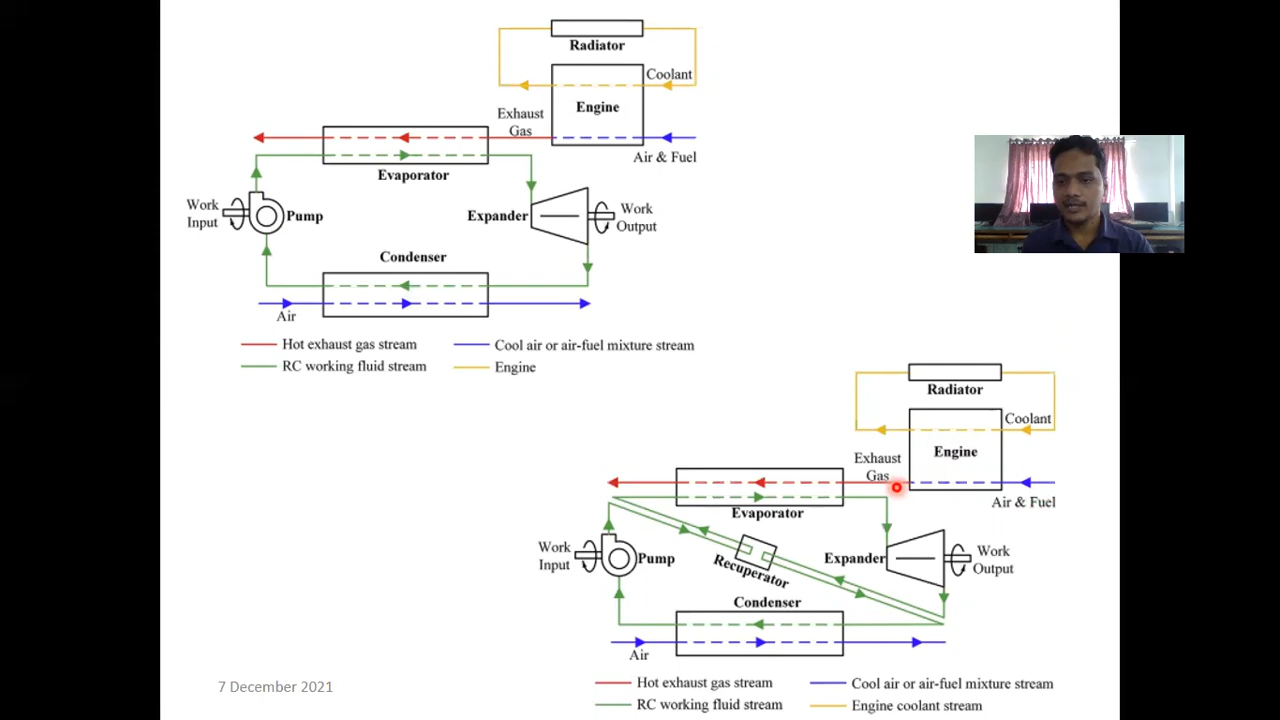 Radiator
Coolant
Engine
Exhaust
Gas
Air & Fuel
Evaporator
Work
Input
Pump
Expander
Work
Output
Condenser
Air
Hot exhaust gas stream
Cool air or air-fuel mixture stream
RC working fluid stream
Engine
Radiator
Coolant
Engine
Exhaust
Gas
Air & Fuel
Evaporator
Work
Input
Pump
Recuperator
Expander
Work
Output
Condenser
Air
Hot exhaust gas stream
Cool air or air-fuel mixture stream
RC working fluid stream
Engine coolant stream
7 December 2021